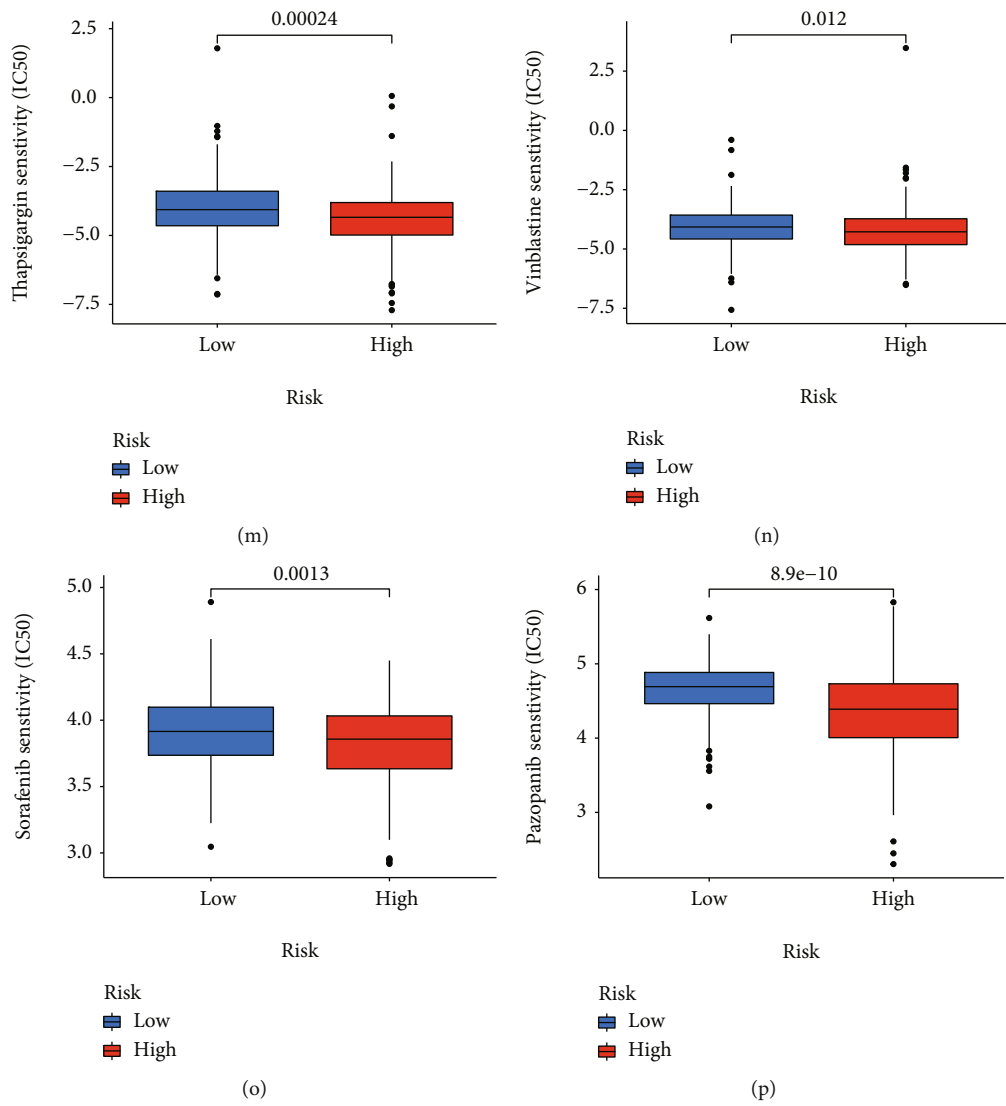 0.00024
2.5
0.0
−2.5
−5.0
−7.5
Thapsigargin senstivity (IC50)
Low High
Risk
Risk
Low
High
(m)
0.012
2.5
0.0
−2.5
−5.0
−7.5
Vinblastine senstivity (IC50)
Low High
Risk
Risk
Low
High
(n)
0.0013
5.0
4.5
4.0
3.5
3.0
Sorafenib senstivity (IC50)
Low High
Risk
Risk
Low
High
(o)
8.9e−10
6
5
4
3
Pazopanib senstivity (IC50)
Low High
Risk
Risk
Low
High
(p)